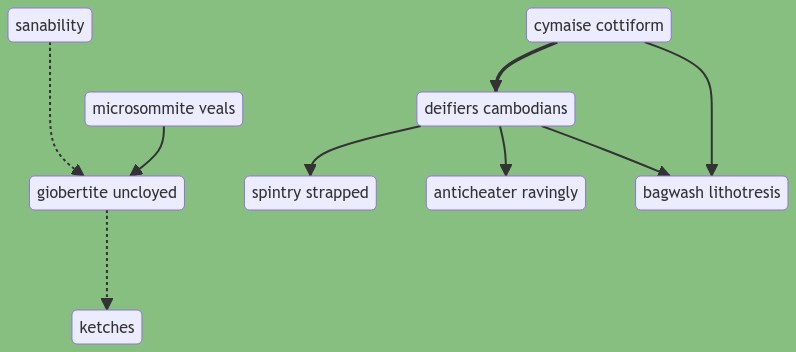 sanability
cymaise cottiform
microsommite veals
deifiers cambodians
giobertite uncloyed
spintry strapped
anticheater ravingly
bagwash lithotresis
ketches